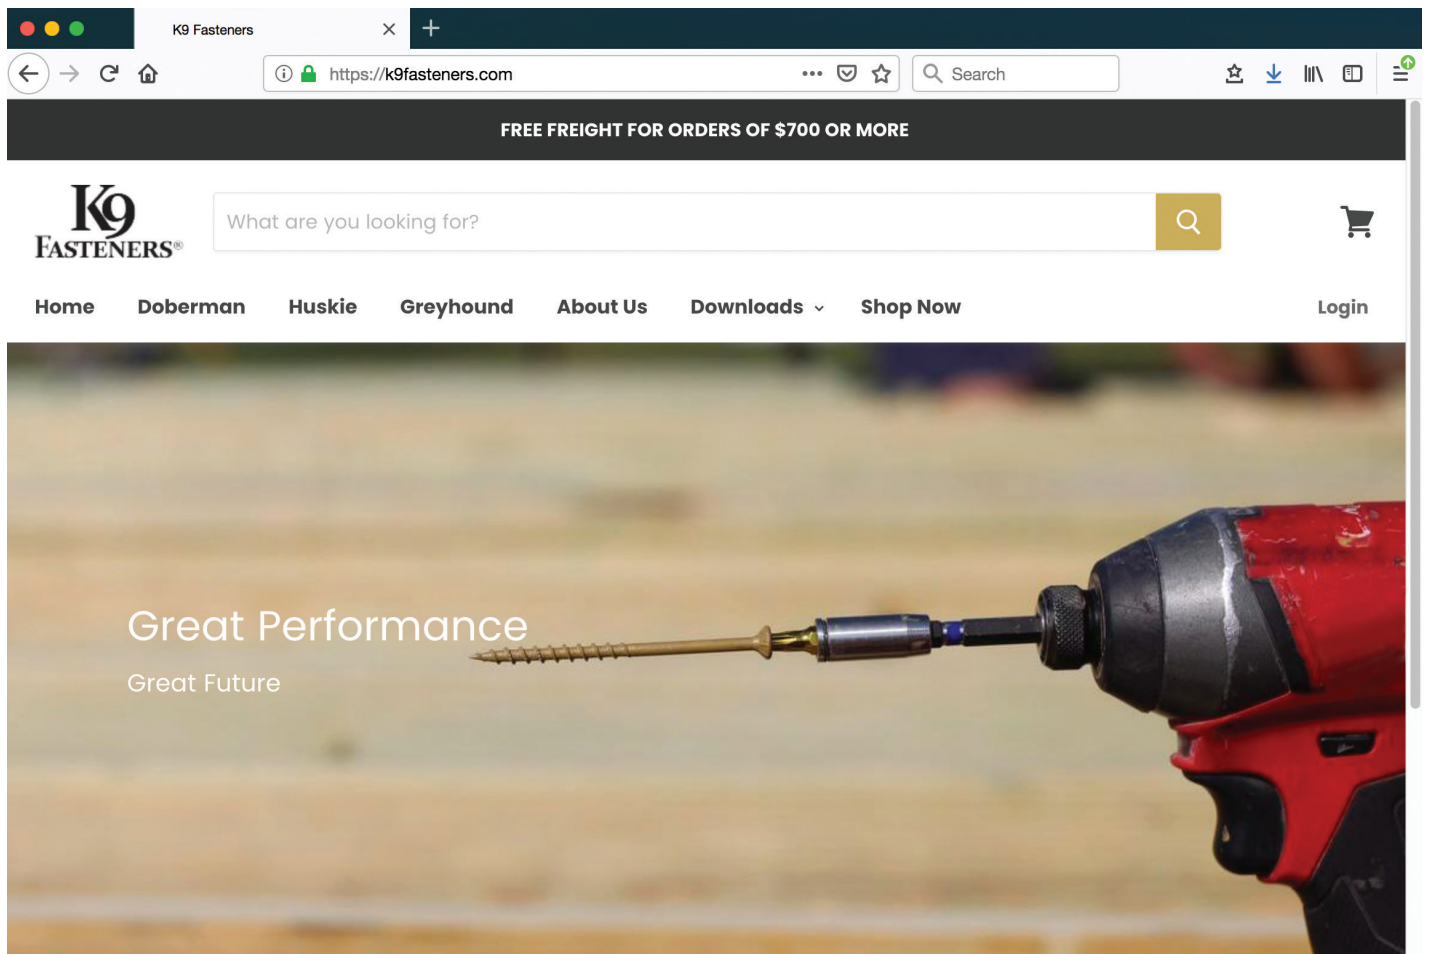 K9 Fasteners
https://k9fasteners.com
Search
FREE FREIGHT FOR ORDERS OF $700 OR MORE
K9
FASTENERS®
What are you looking for?
Home Doberman Huskie Greyhound About Us Downloads Shop Now Login
Great Performance
Great Future